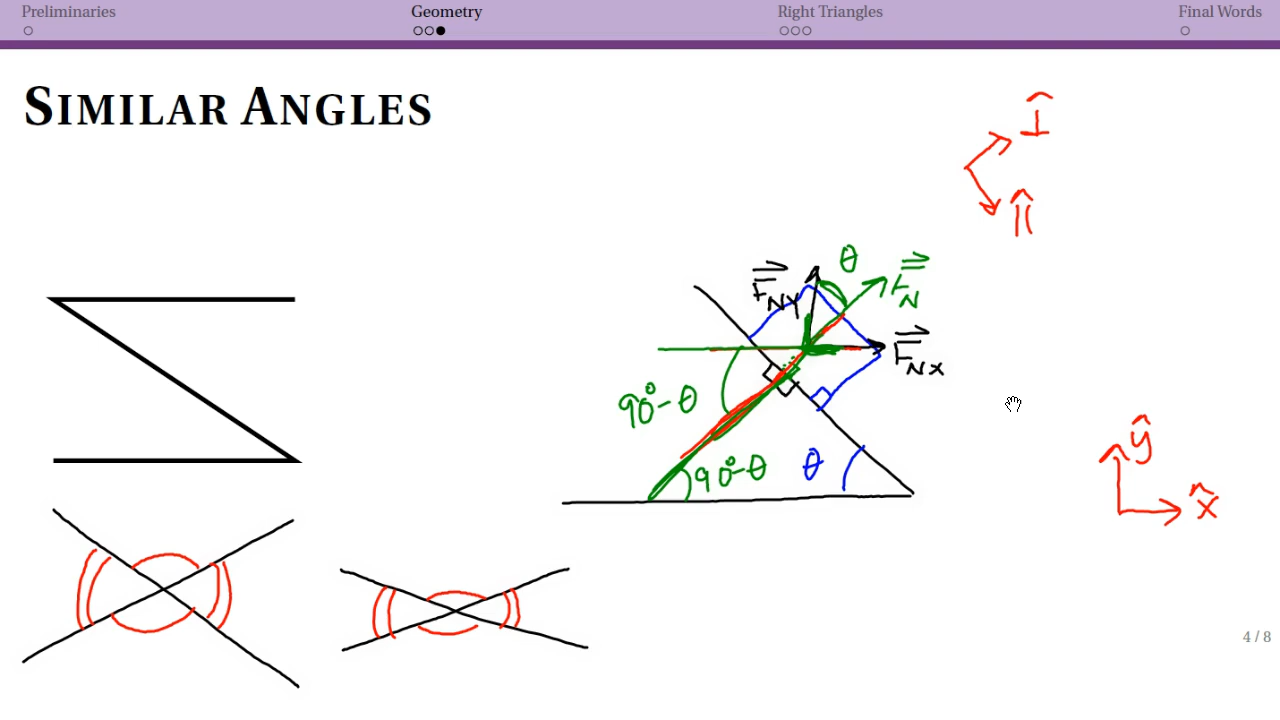 Preliminaries Geometry Right Triangles Final Words
SIMILAR ANGLES
⊥̂
||̂
θ
F⃗NY F⃗N
F⃗NX
90°-θ
90°-θ θ
ŷ
x̂
4 / 8